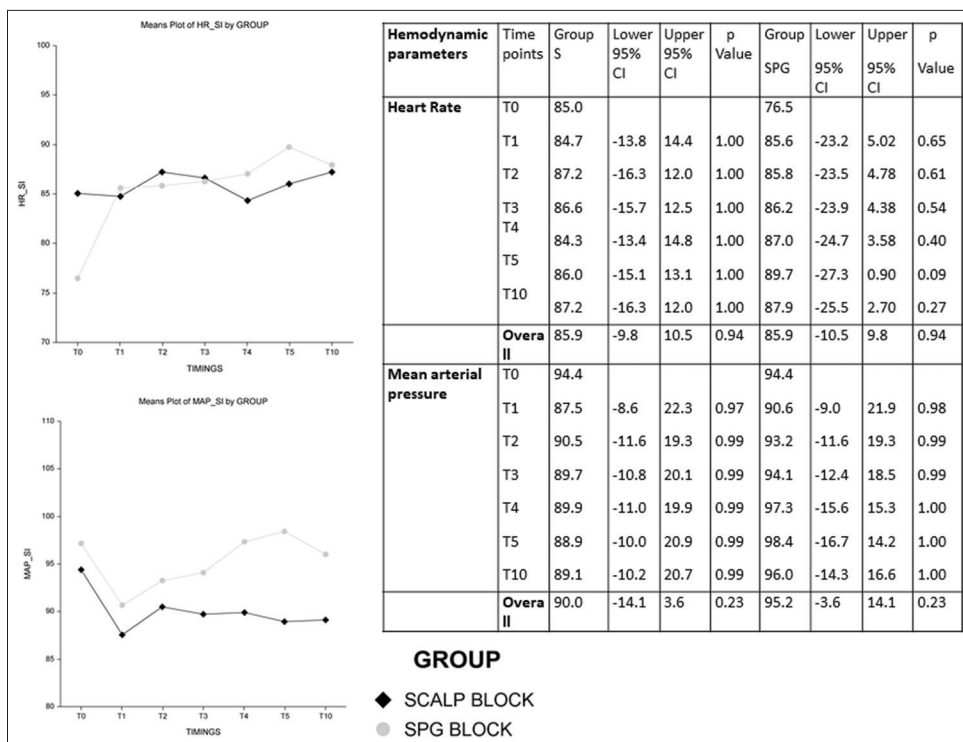 Means Plot of HR_SI by GROUP
100
95
90
85
80
75
70
HR_SI
T0 T1 T2 T3 T4 T5 T10
TIMINGS
Means Plot of MAP_SI by GROUP
110
105
100
95
90
85
80
MAP_SI
T0 T1 T2 T3 T4 T5 T10
TIMINGS
Hemodynamic parameters Time points Group S Lower 95% CI Upper 95% CI p Value Group SPG Lower 95% CI Upper 95% CI p Value
Heart Rate T0 85.0 76.5
T1 84.7 -13.8 14.4 1.00 85.6 -23.2 5.02 0.65
T2 87.2 -16.3 12.0 1.00 85.8 -23.5 4.78 0.61
T3 86.6 -15.7 12.5 1.00 86.2 -23.9 4.38 0.54
T4 84.3 -13.4 14.8 1.00 87.0 -24.7 3.58 0.40
T5 86.0 -15.1 13.1 1.00 89.7 -27.3 0.90 0.09
T10 87.2 -16.3 12.0 1.00 87.9 -25.5 2.70 0.27
Overa ll 85.9 -9.8 10.5 0.94 85.9 -10.5 9.8 0.94
Mean arterial pressure T0 94.4 94.4
T1 87.5 -8.6 22.3 0.97 90.6 -9.0 21.9 0.98
T2 90.5 -11.6 19.3 0.99 93.2 -11.6 19.3 0.99
T3 89.7 -10.8 20.1 0.99 94.1 -12.4 18.5 0.99
T4 89.9 -11.0 19.9 0.99 97.3 -15.6 15.3 1.00
T5 88.9 -10.0 20.9 0.99 98.4 -16.7 14.2 1.00
T10 89.1 -10.2 20.7 0.99 96.0 -14.3 16.6 1.00
Overa ll 90.0 -14.1 3.6 0.23 95.2 -3.6 14.1 0.23
GROUP
SCALP BLOCK
SPG BLOCK